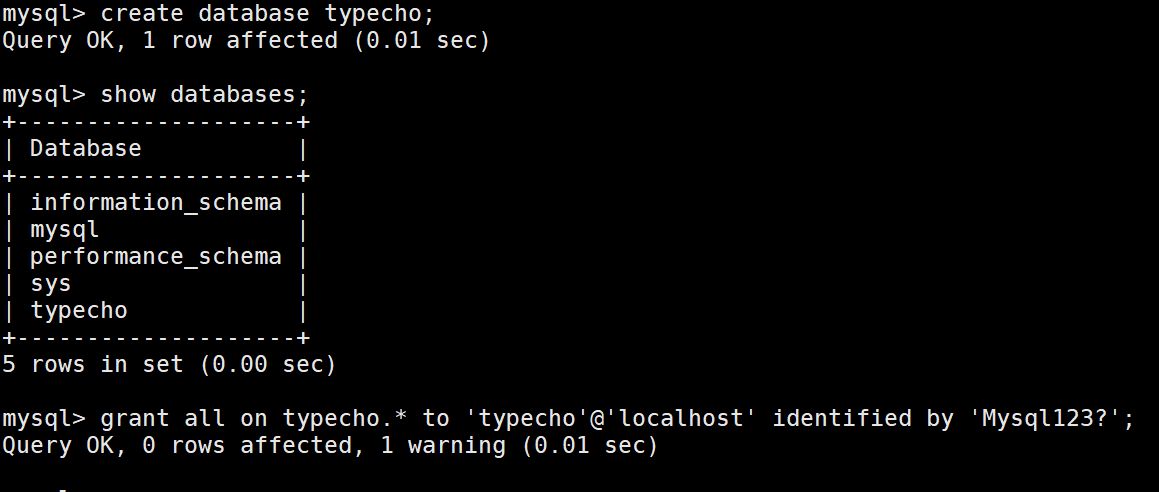 mysql> create database typecho;
Query OK, 1 row affected (0.01 sec)
mysql> show databases;
+--------------------+
| Database           |
+--------------------+
| information_schema |
| mysql              |
| performance_schema |
| sys                |
| typecho            |
+--------------------+
5 rows in set (0.00 sec)
mysql> grant all on typecho.* to 'typecho'@'localhost' identified by 'Mysql123?';
Query OK, 0 rows affected, 1 warning (0.01 sec)